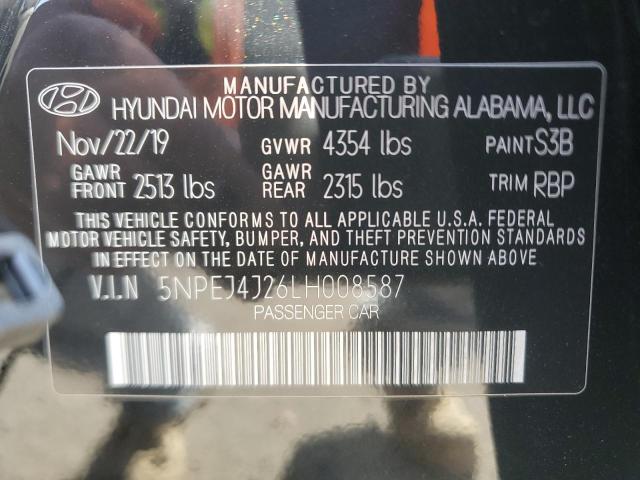 MANUFACTURED BY
HYUNDAI MOTOR MANUFACTURING ALABAMA, LLC
Nov/22/19 GVWR 4354 lbs PAINT S3B
GAWR FRONT 2513 lbs GAWR REAR 2315 lbs TRIM RBP
THIS VEHICLE CONFORMS TO ALL APPLICABLE U.S.A. FEDERAL
MOTOR VEHICLE SAFETY, BUMPER, AND THEFT PREVENTION STANDARDS
IN EFFECT ON THE DATE OF MANUFACTURE SHOWN ABOVE.
V.I.N 5NPEJ4J26LH008587
PASSENGER CAR